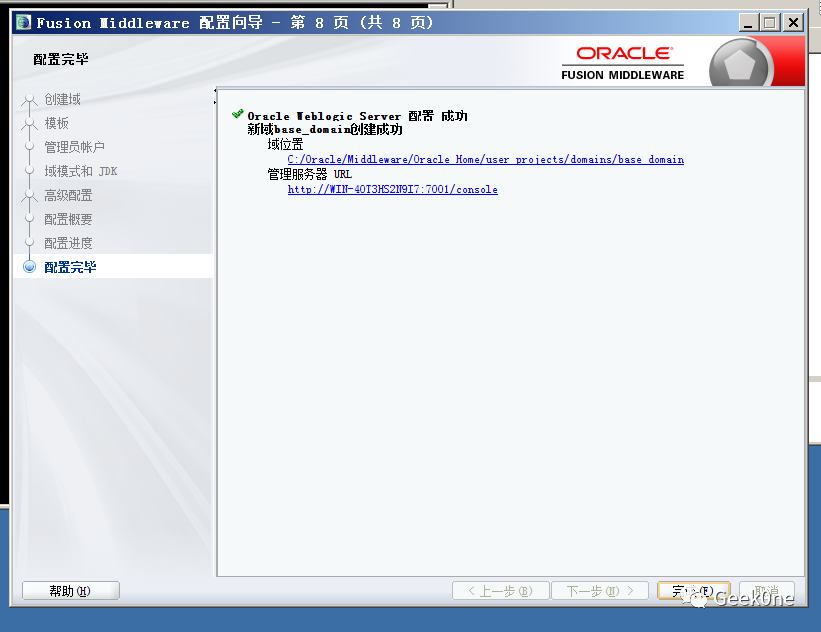 Fusion Middleware 配置向导 - 第 8 页 (共 8 页)
配置完毕
ORACLE
FUSION MIDDLEWARE
创建域
模板
管理员帐户
域模式和 JDK
高级配置
配置概要
配置进度
配置完毕
Oracle Weblogic Server 配置 成功
新域base_domain创建成功
域位置
C:/Oracle/Middleware/Oracle_Home/user_projects/domains/base_domain
管理服务器 URL
http://WIN-4OT3HS2N9I7:7001/console
帮助(H)
< 上一步(B)
下一步(N) >
取消
GeekOne